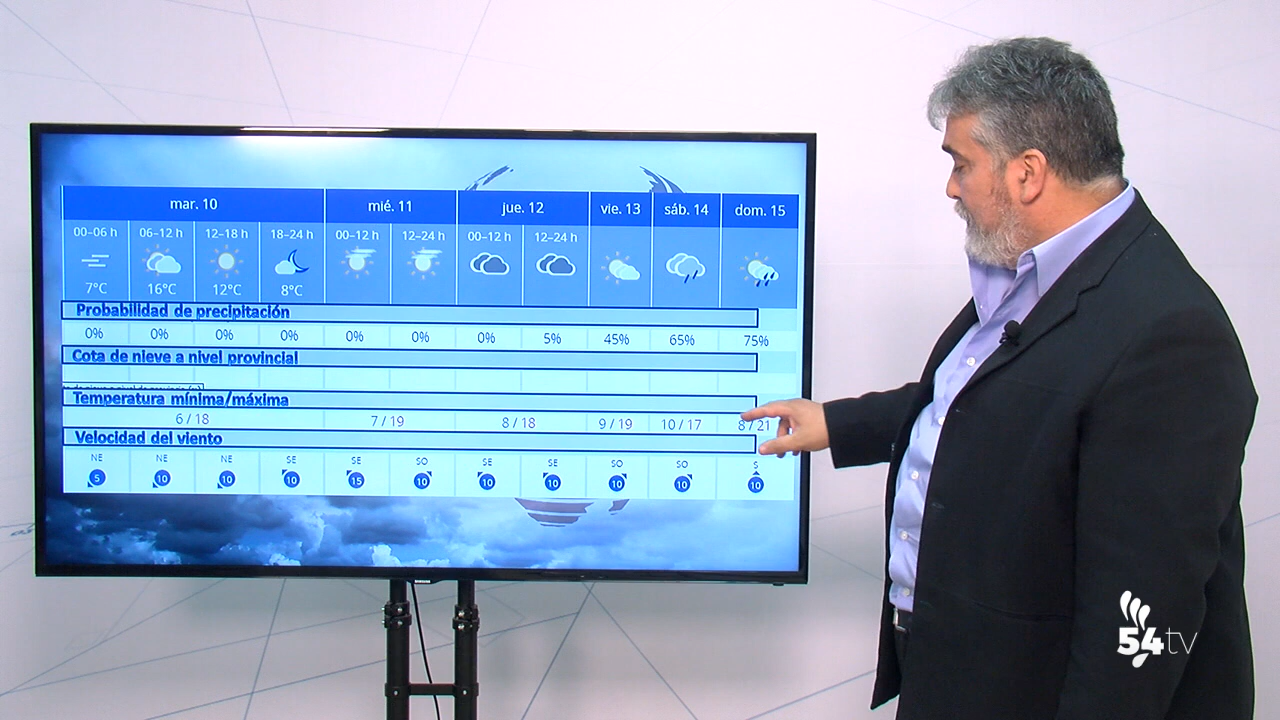 mar. 10 mié. 11 jue. 12 vie. 13 sáb. 14 dom. 15
00–06 h 06–12 h 12–18 h 18–24 h 00–12 h 12–24 h 00–12 h 12–24 h
7°C 16°C 12°C 8°C
Probabilidad de precipitación
0% 0% 0% 0% 0% 0% 0% 5% 45% 65% 75%
Cota de nieve a nivel provincial
Temperatura mínima/máxima
6 / 18 7 / 19 8 / 18 9 / 19 10 / 17 8 / 21
Velocidad del viento
NE NE NE SE SE SO SE SE SO SO S
5 10 10 10 15 10 10 10 10 10 10
SAMSUNG
54tv